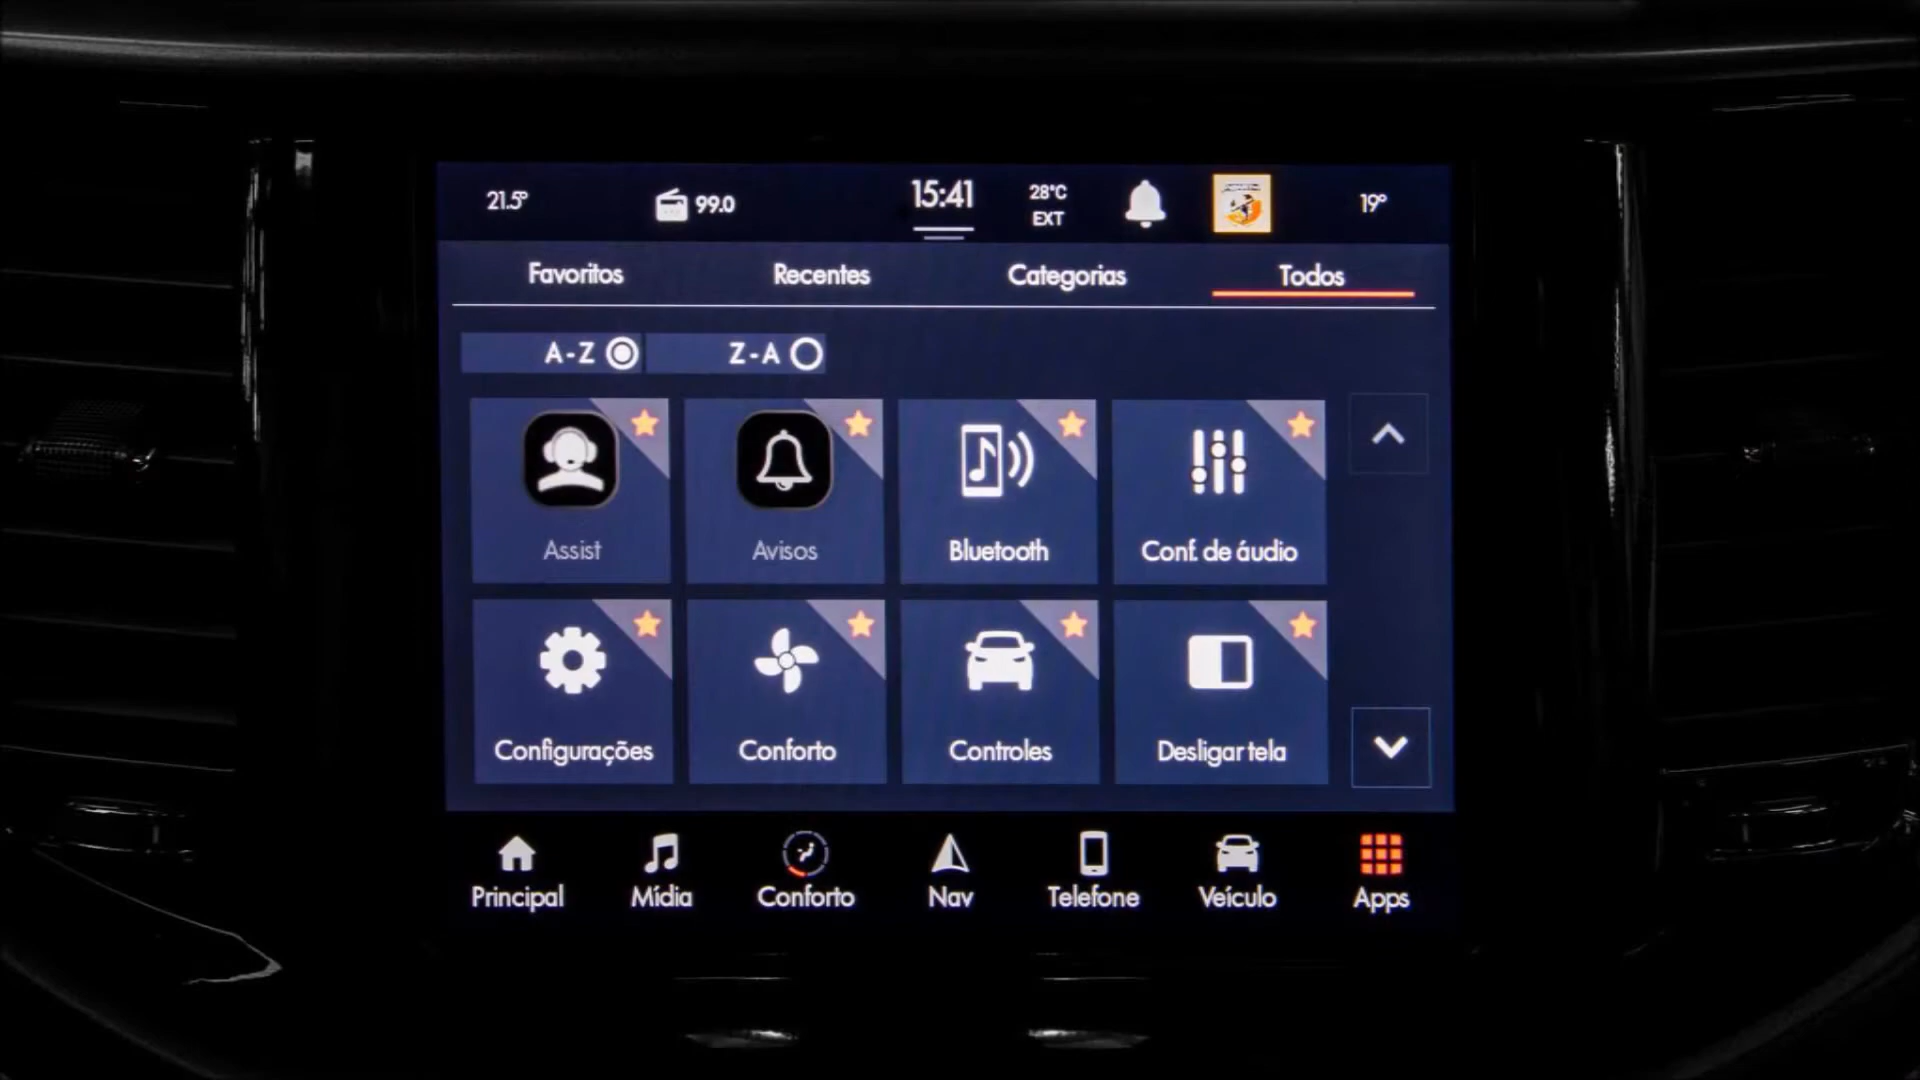 21.5°
99.0
15:41
28°C
EXT
19°
Favoritos
Recentes
Categorias
Todos
A-Z
Z-A
Assist
Avisos
Bluetooth
Conf. de áudio
Configurações
Conforto
Controles
Desligar tela
Principal
Mídia
Conforto
Nav
Telefone
Veículo
Apps